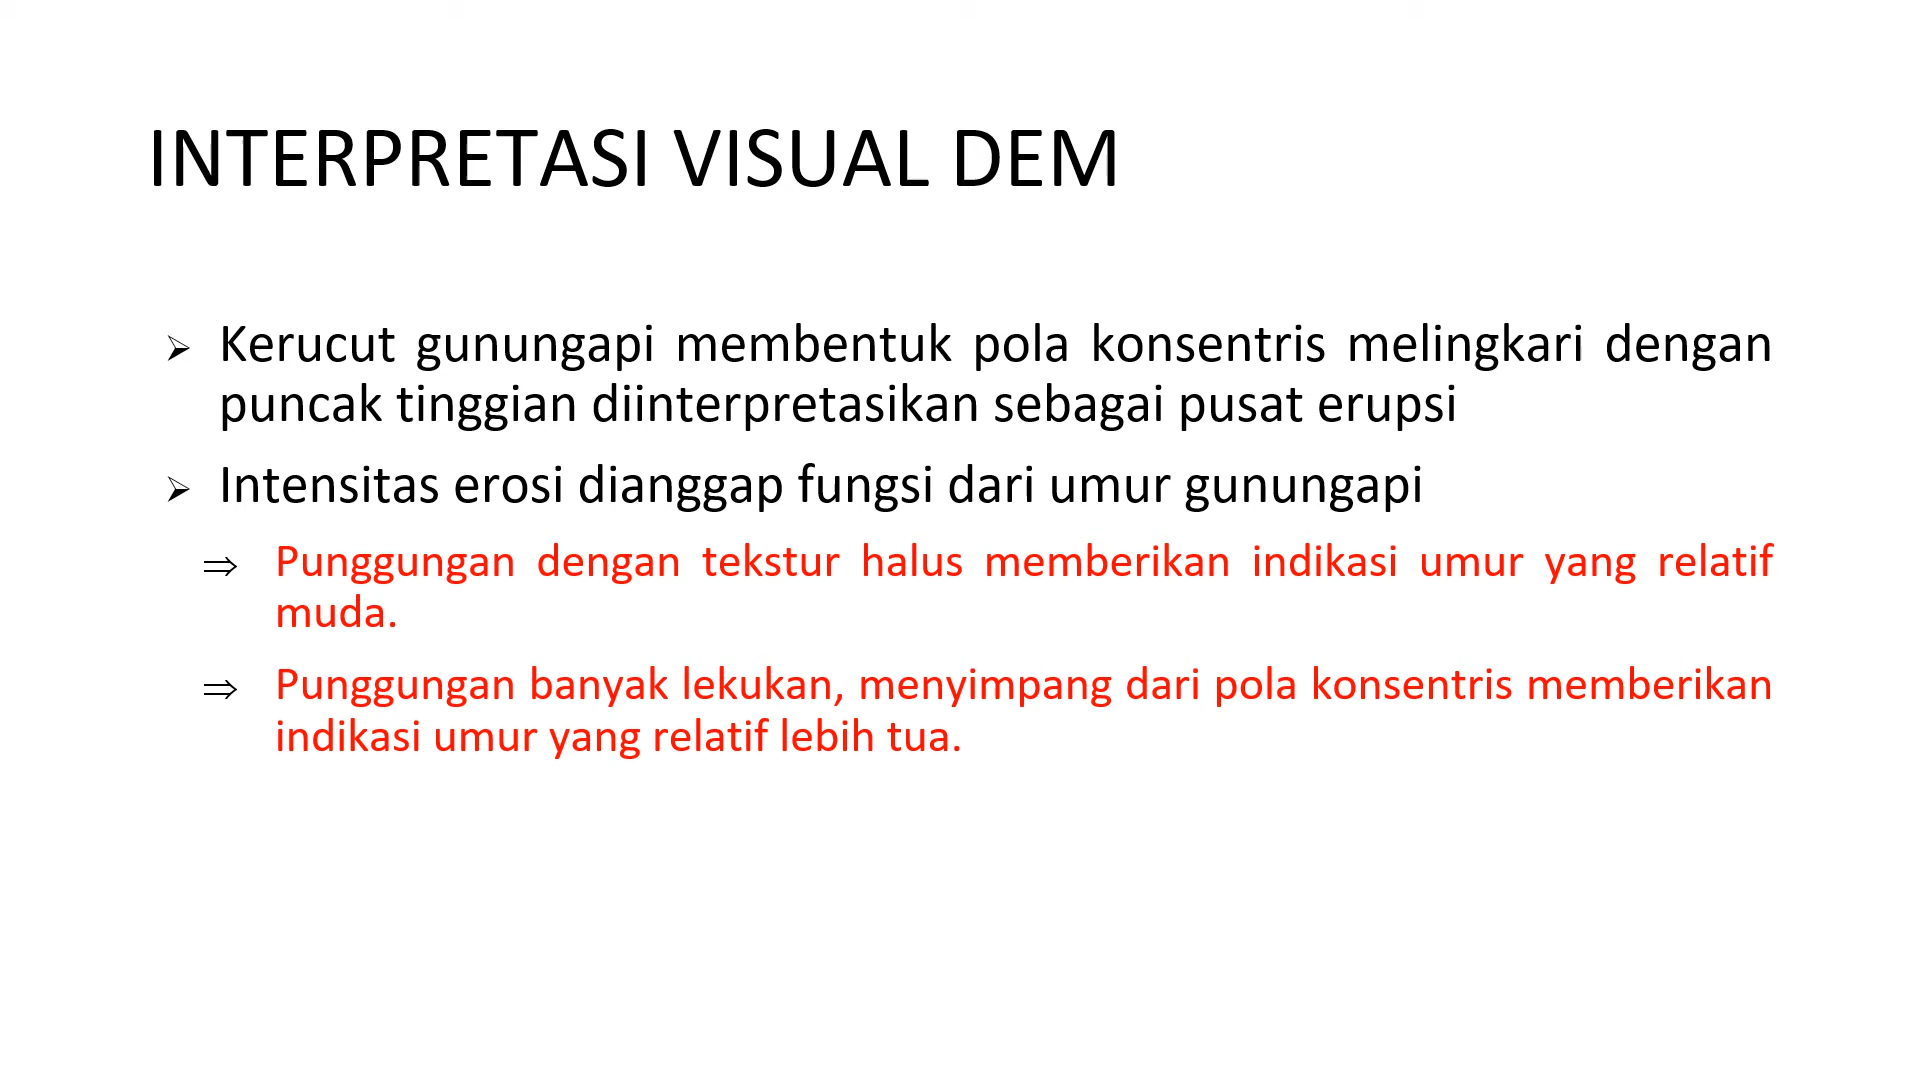 INTERPRETASI VISUAL DEM
➢ Kerucut gunungapi membentuk pola konsentris melingkari dengan
puncak tinggian diinterpretasikan sebagai pusat erupsi
➢ Intensitas erosi dianggap fungsi dari umur gunungapi
⇒ Punggungan dengan tekstur halus memberikan indikasi umur yang relatif
muda.
⇒ Punggungan banyak lekukan, menyimpang dari pola konsentris memberikan
indikasi umur yang relatif lebih tua.